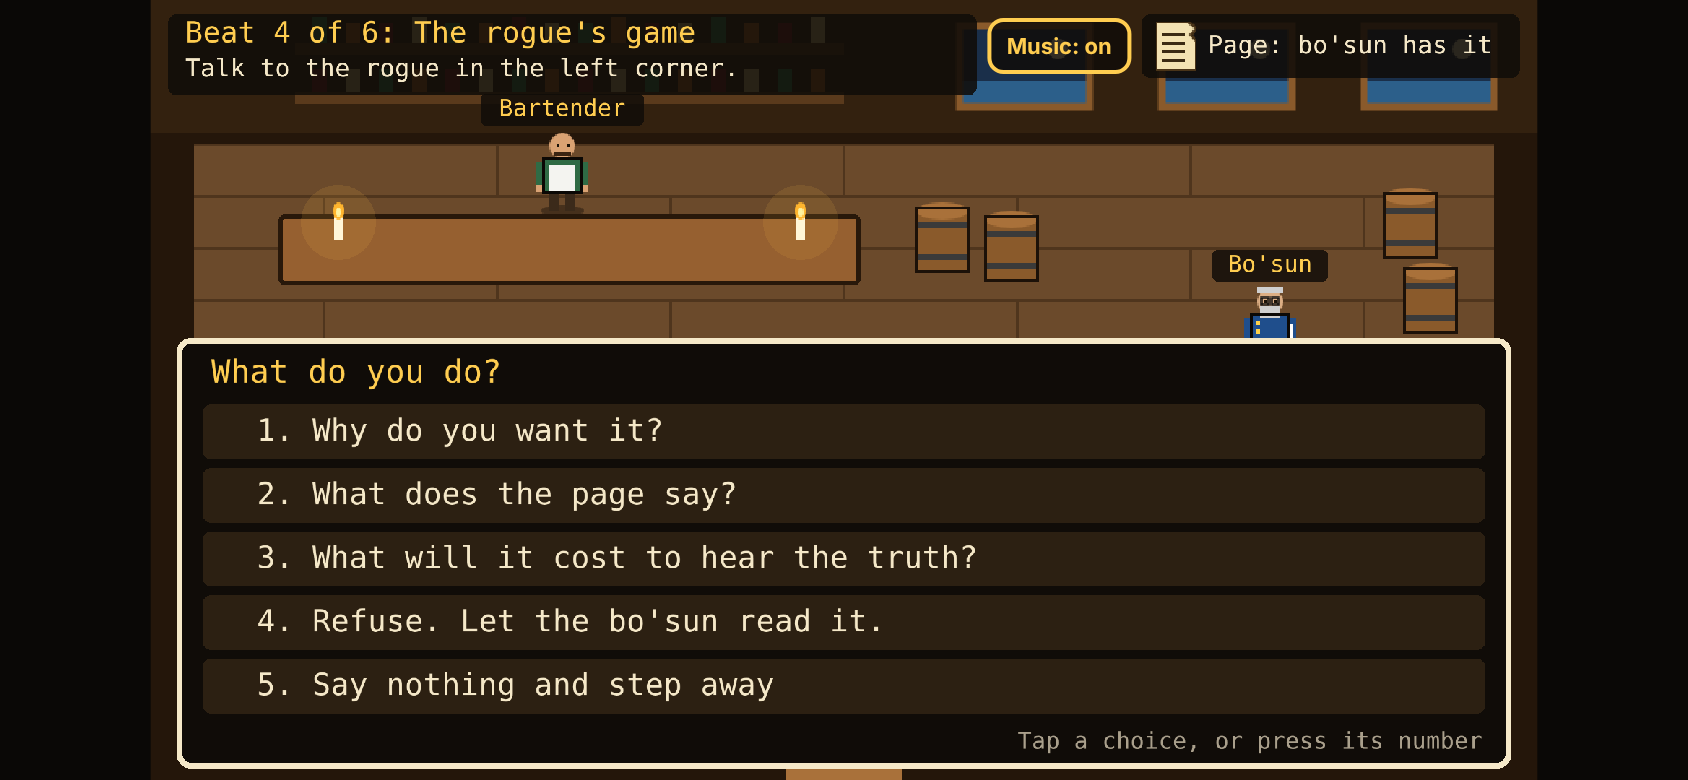 Beat 4 of 6: The rogue's game
Talk to the rogue in the left corner.
Music: on
Page: bo'sun has it
Bartender
Bo'sun
What do you do?
1. Why do you want it?
2. What does the page say?
3. What will it cost to hear the truth?
4. Refuse. Let the bo'sun read it.
5. Say nothing and step away
Tap a choice, or press its number